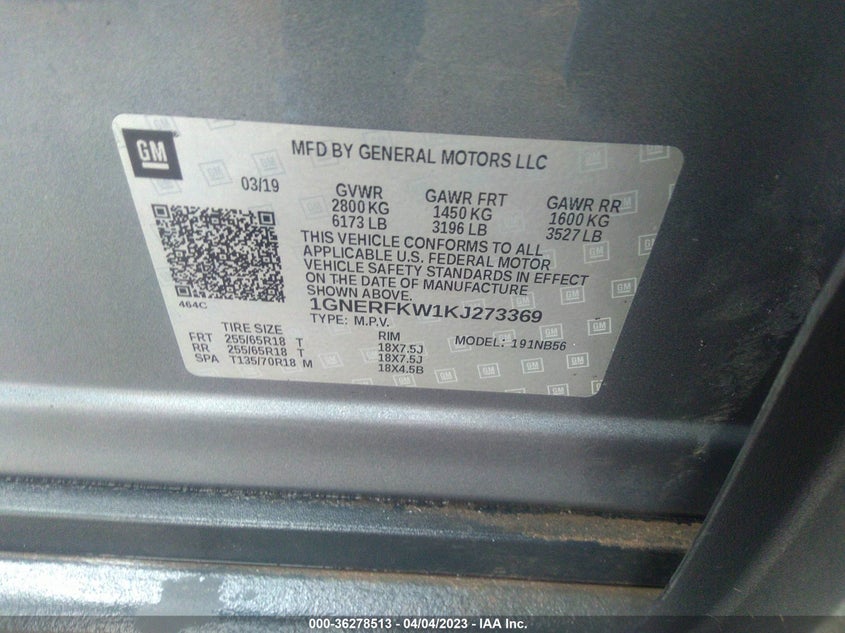 GM
MFD BY GENERAL MOTORS LLC
03/19
GVWR GAWR FRT GAWR RR
2800 KG 1450 KG 1600 KG
6173 LB 3196 LB 3527 LB
THIS VEHICLE CONFORMS TO ALL
APPLICABLE U.S. FEDERAL MOTOR
VEHICLE SAFETY STANDARDS IN EFFECT
ON THE DATE OF MANUFACTURE
SHOWN ABOVE.
464C
1GNERFKW1KJ273369
TYPE: M.P.V. MODEL: 191NB56
TIRE SIZE RIM
FRT 255/65R18 T 18X7.5J
RR 255/65R18 T 18X7.5J
SPA T135/70R18 M 18X4.5B
000-36278513 - 04/04/2023 - IAA Inc.